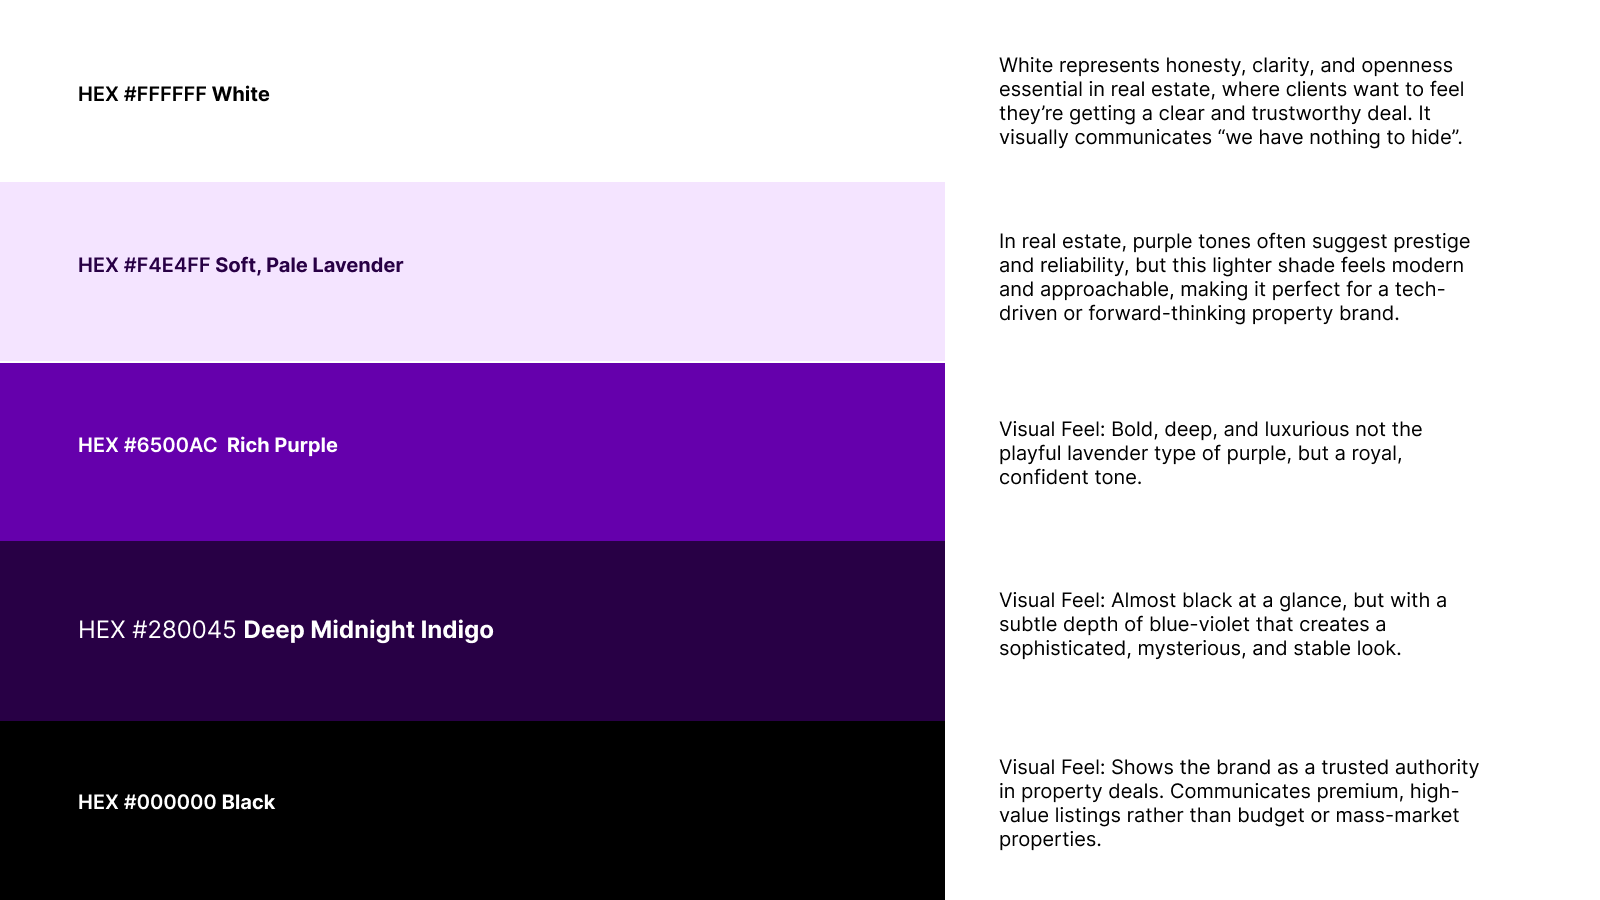 HEX #FFFFFF White
White represents honesty, clarity, and openness
essential in real estate, where clients want to feel
they’re getting a clear and trustworthy deal. It
visually communicates “we have nothing to hide”.
HEX #F4E4FF Soft, Pale Lavender
In real estate, purple tones often suggest prestige
and reliability, but this lighter shade feels modern
and approachable, making it perfect for a tech-
driven or forward-thinking property brand.
HEX #6500AC  Rich Purple
Visual Feel: Bold, deep, and luxurious not the
playful lavender type of purple, but a royal,
confident tone.
HEX #280045 Deep Midnight Indigo
Visual Feel: Almost black at a glance, but with a
subtle depth of blue-violet that creates a
sophisticated, mysterious, and stable look.
HEX #000000 Black
Visual Feel: Shows the brand as a trusted authority
in property deals. Communicates premium, high-
value listings rather than budget or mass-market
properties.